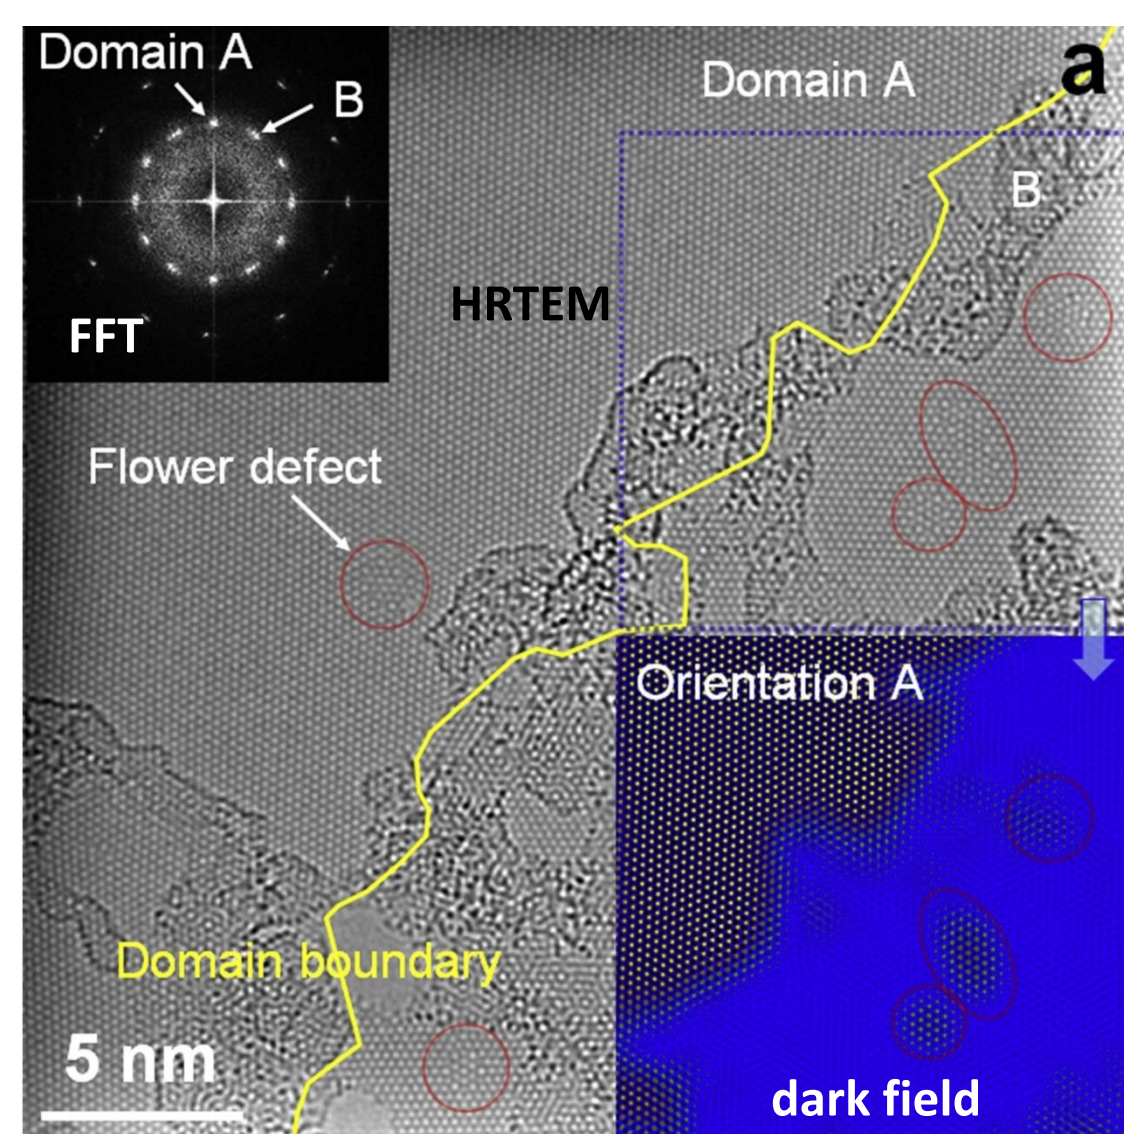 Domain A
B
FFT
Domain A
a
B
HRTEM
Flower defect
Orientation A
Domain boundary
5 nm
dark field